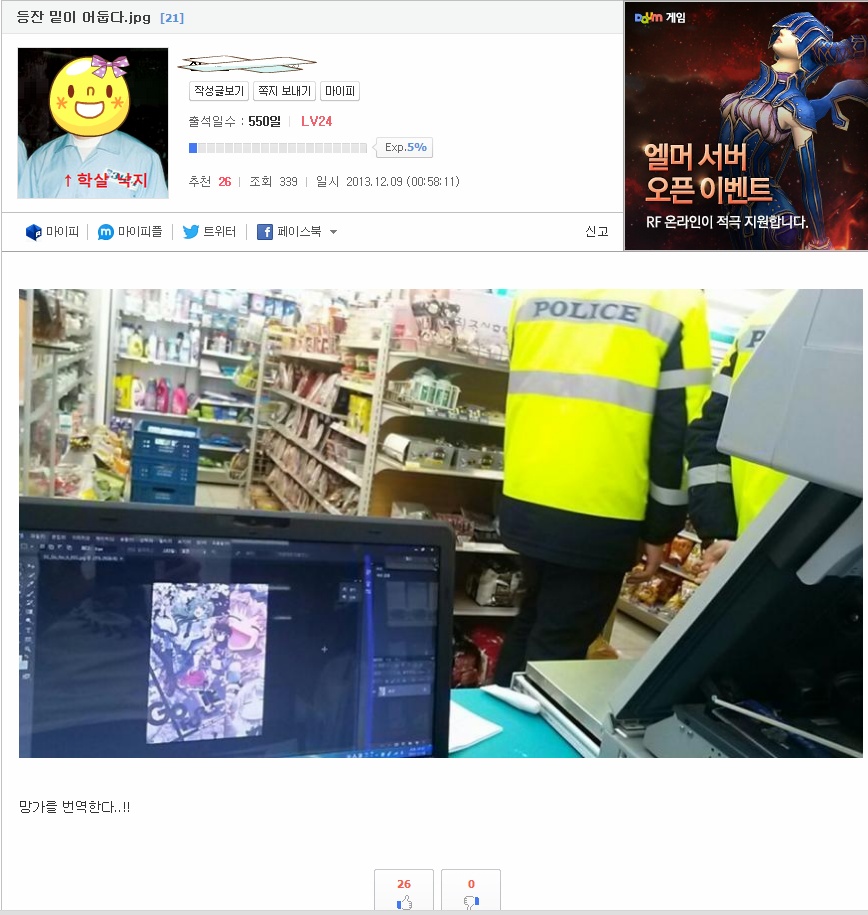 등잔 밑이 어둡다.jpg [21]
작성글보기 쪽지 보내기 마이피
출석일수 : 550일 | LV24
Exp.5%
추천 26 | 조회 339 | 일시 2013.12.09 (00:58:11)
↑ 학살
마이피 | 마이피플 | 트위터 | 페이스북
신고
Daum 게임
엘머 서버
오픈 이벤트
RF 온라인이 적극 지원합니다.
POLICE
P
망가를 번역한다..!!
26 0